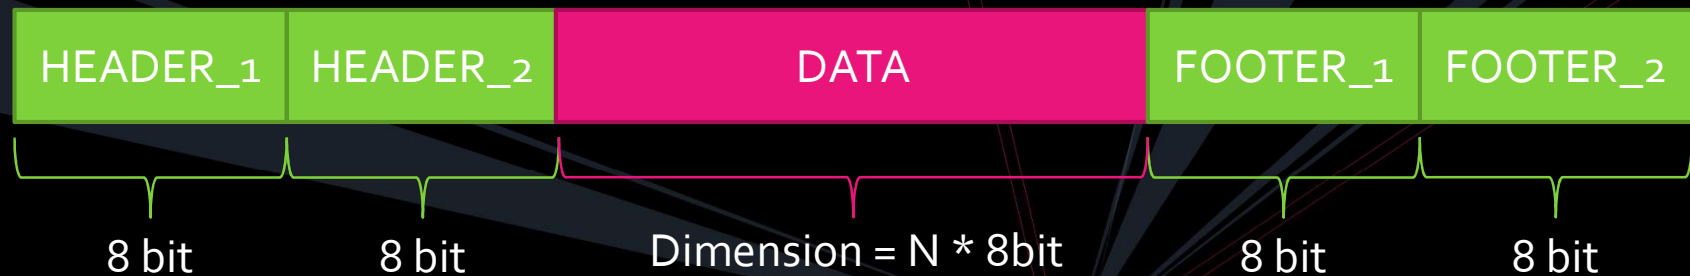 HEADER_1 HEADER_2 DATA FOOTER_1 FOOTER_2
8 bit 8 bit Dimension = N * 8bit 8 bit 8 bit